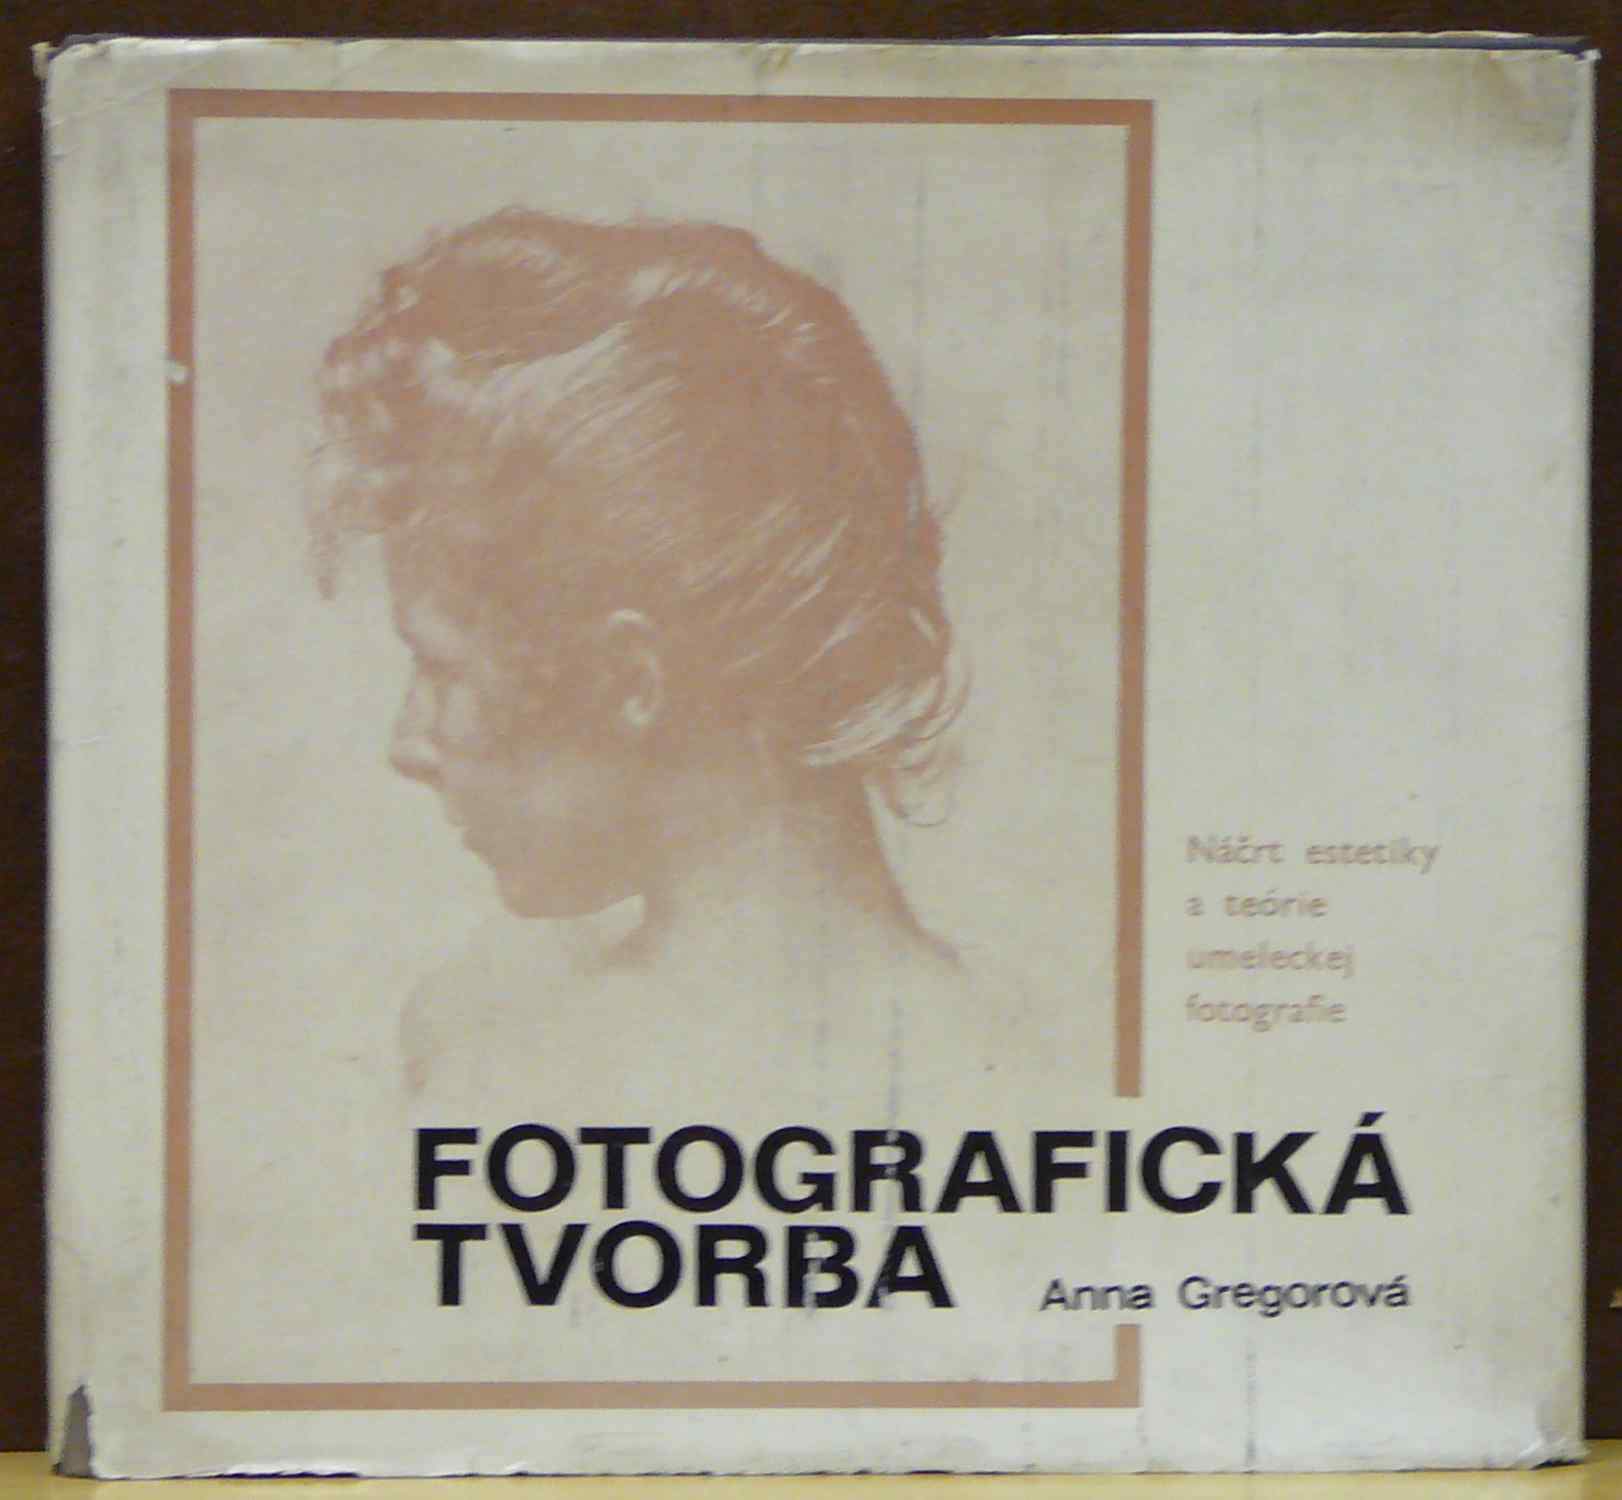 Náčrt estetiky
a teórie
umeleckej
fotografie
FOTOGRAFICKÁ
TVORBA
Anna Gregorová